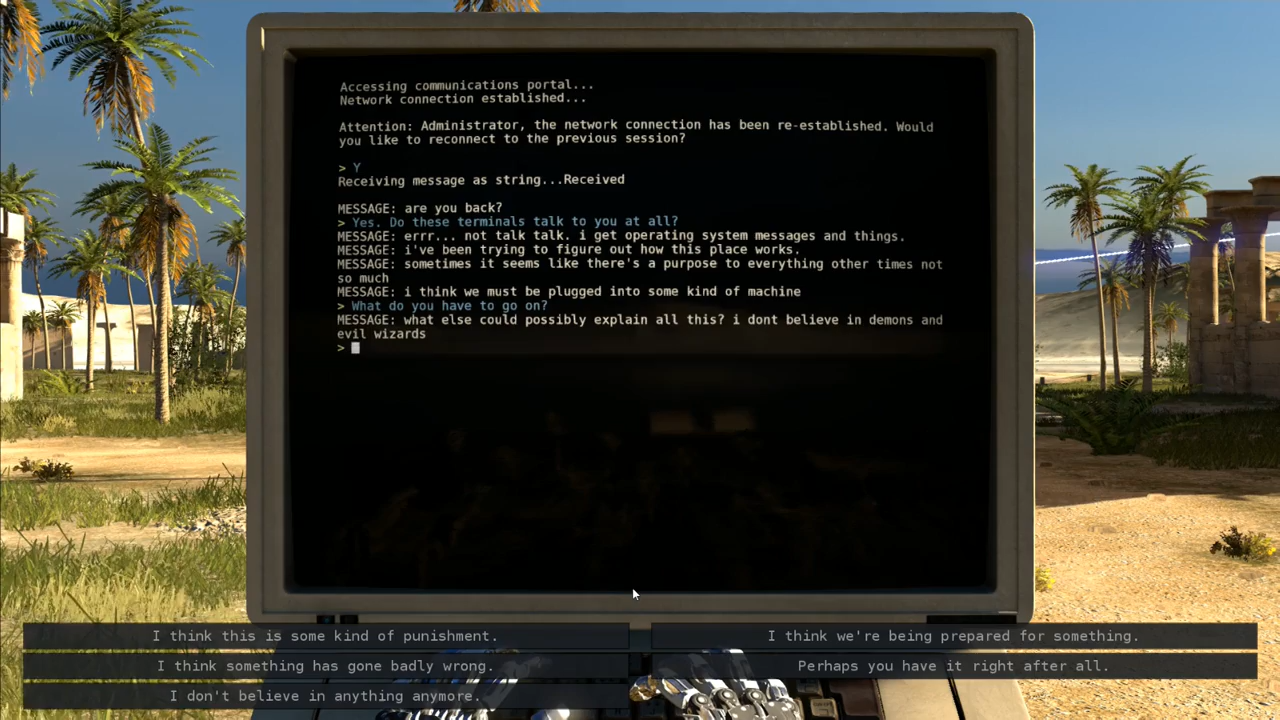 Accessing communications portal...
Network connection established...
Attention: Administrator, the network connection has been re-established. Would
you like to reconnect to the previous session?
> Y
Receiving message as string...Received
MESSAGE: are you back?
> Yes. Do these terminals talk to you at all?
MESSAGE: errr... not talk talk. i get operating system messages and things.
MESSAGE: i've been trying to figure out how this place works.
MESSAGE: sometimes it seems like there's a purpose to everything other times not
so much
MESSAGE: i think we must be plugged into some kind of machine
> What do you have to go on?
MESSAGE: what else could possibly explain all this? i dont believe in demons and
evil wizards
>
I think this is some kind of punishment.
I think we're being prepared for something.
I think something has gone badly wrong.
Perhaps you have it right after all.
I don't believe in anything anymore.